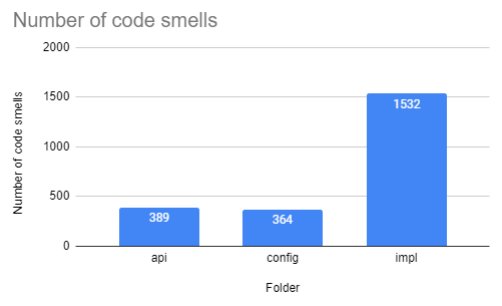 Number of code smells
Number of code smells
2000
1500
1000
500
0
389
364
1532
api
config
impl
Folder